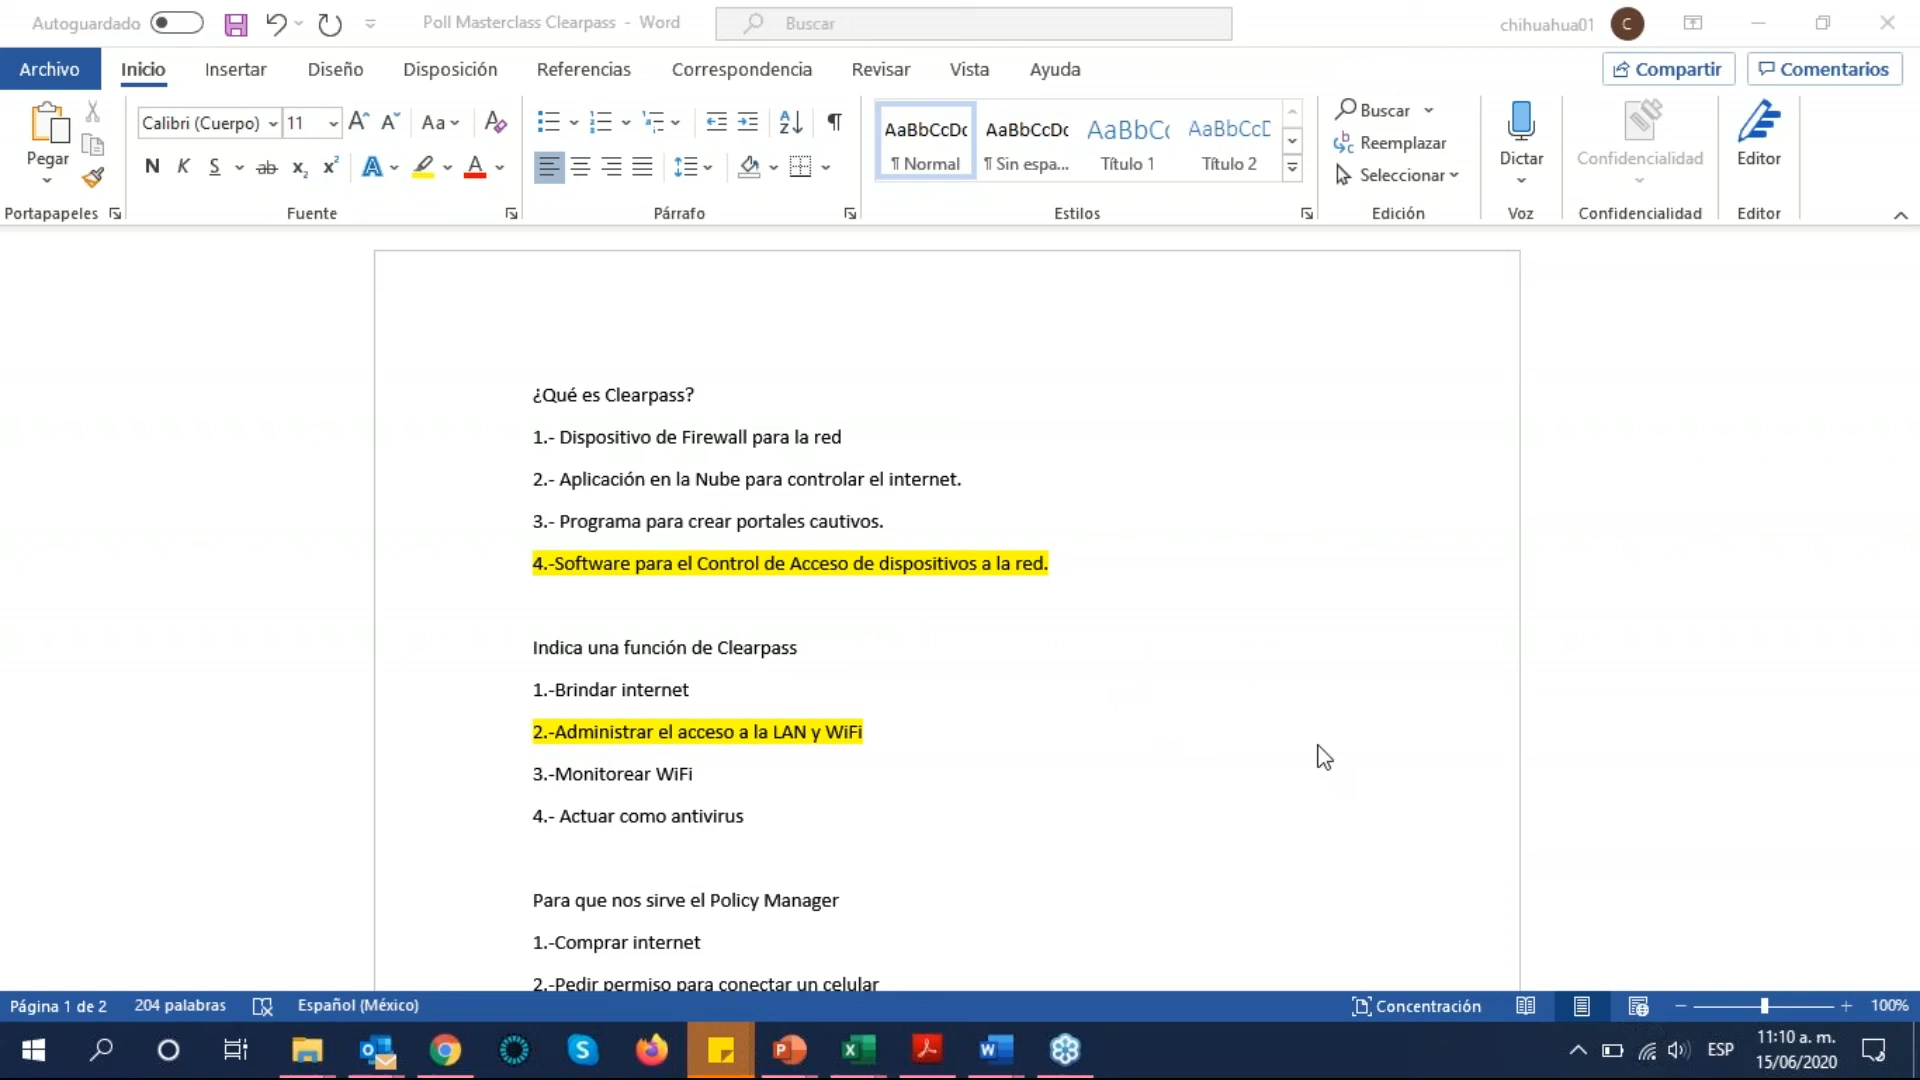 Autoguardado
Poll Masterclass Clearpass - Word
Buscar
chihuahua01
C
Archivo
Inicio
Insertar
Diseño
Disposición
Referencias
Correspondencia
Revisar
Vista
Ayuda
Compartir
Comentarios
Pegar
Portapapeles
Calibri (Cuerpo)
11
Aa
N K S ab x₂ x² A A
Fuente
Párrafo
AaBbCcDc
¶ Normal
AaBbCcDc
¶ Sin espa...
AaBbC(
Título 1
AaBbCcD
Título 2
Estilos
Buscar
Reemplazar
Seleccionar
Edición
Dictar
Voz
Confidencialidad
Confidencialidad
Editor
Editor
¿Qué es Clearpass?
1.- Dispositivo de Firewall para la red
2.- Aplicación en la Nube para controlar el internet.
3.- Programa para crear portales cautivos.
4.-Software para el Control de Acceso de dispositivos a la red.
Indica una función de Clearpass
1.-Brindar internet
2.-Administrar el acceso a la LAN y WiFi
3.-Monitorear WiFi
4.- Actuar como antivirus
Para que nos sirve el Policy Manager
1.-Comprar internet
2.-Pedir permiso para conectar un celular
Página 1 de 2
204 palabras
Español (México)
Concentración
100%
ESP
11:10 a. m.
15/06/2020